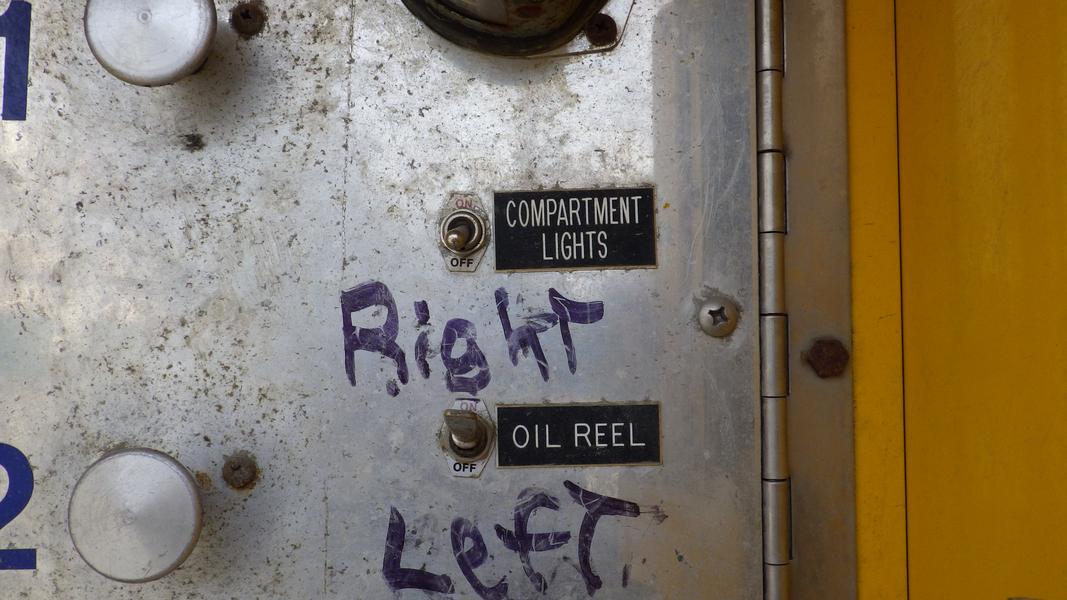 1
ON
COMPARTMENT
LIGHTS
OFF
Right
ON
OIL REEL
OFF
2
Left